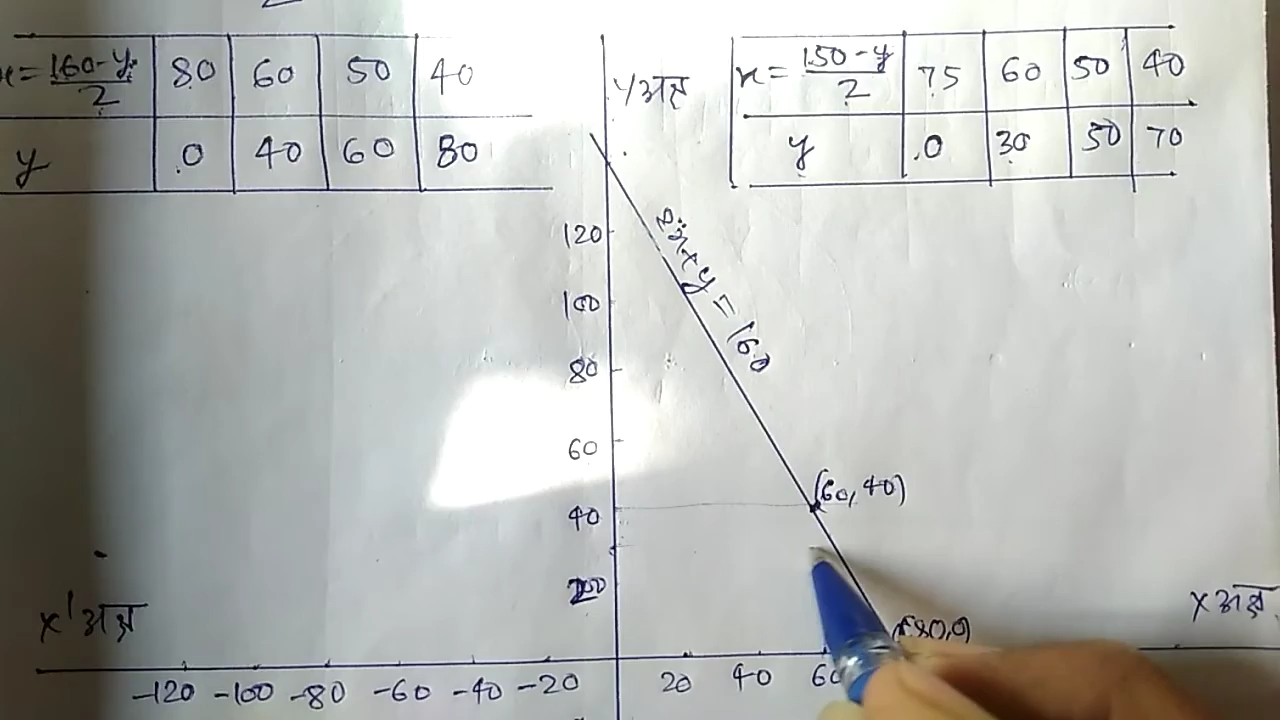 x = 160-y/2 80 60 50 40
y 0 40 60 80
x = 150-y/2 75 60 50 40
y 0 30 50 70
Y अक्ष
2x+y = 160
120
100
80
60
(60, 40)
40
20
X' अक्ष
X अक्ष
(80,0)
-120 -100 -80 -60 -40 -20 20 40 60